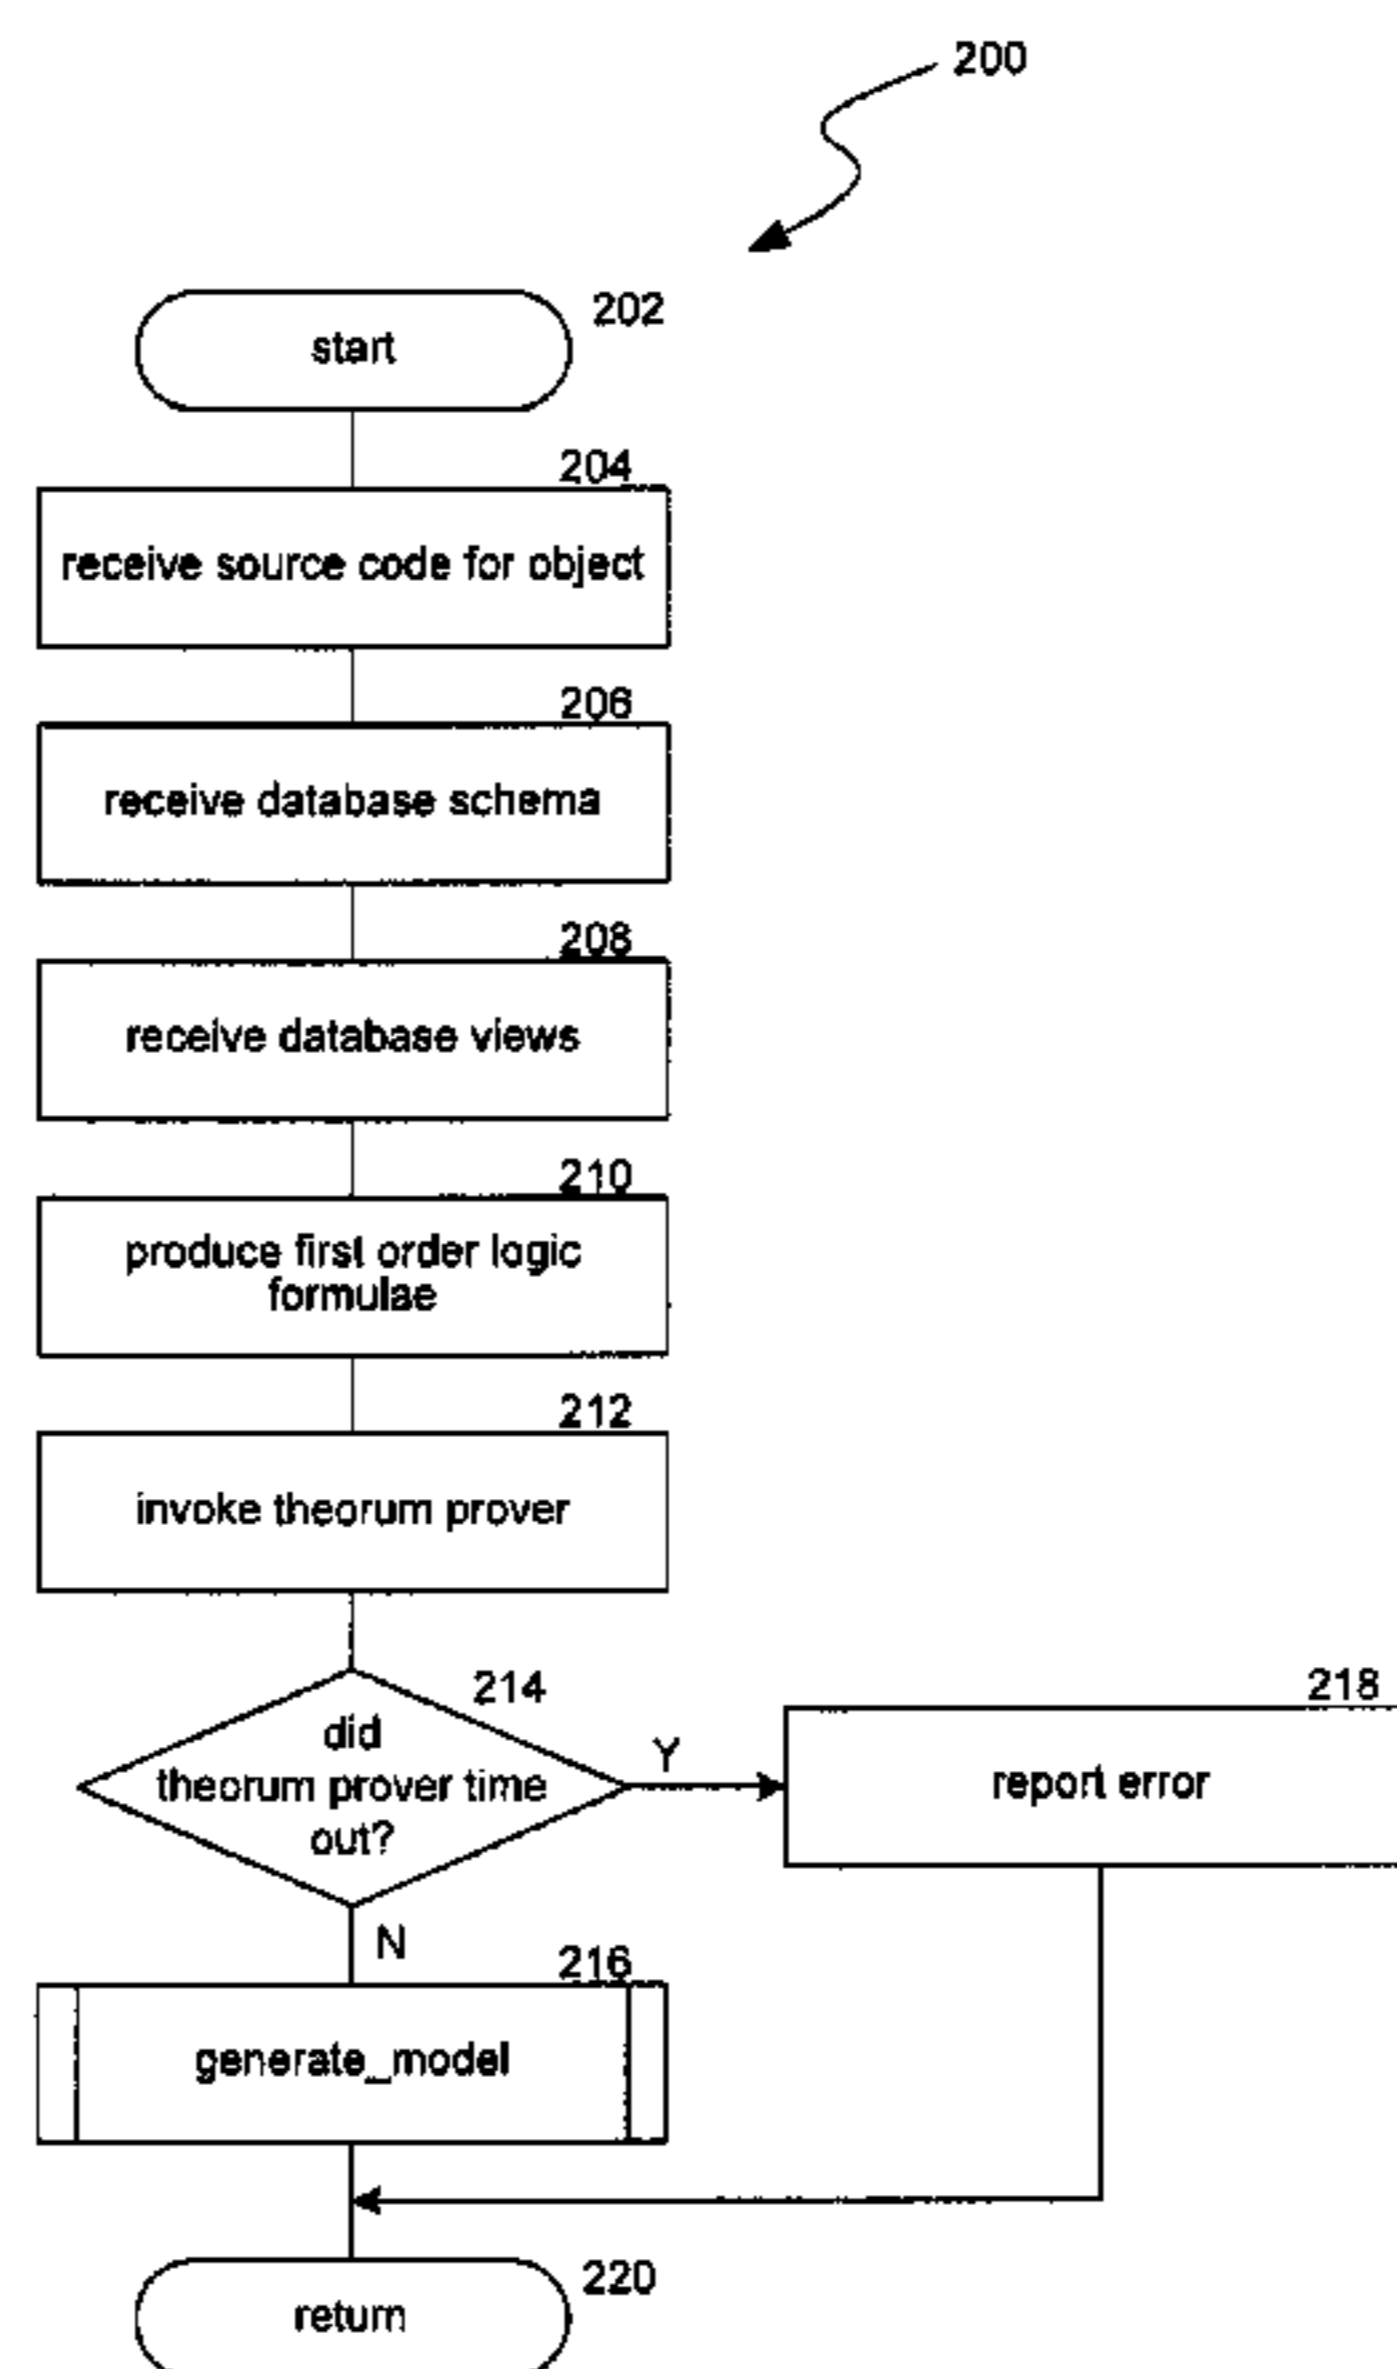 200
202
start
204
receive source code for object
206
receive database schema
208
receive database views
210
produce first order logic
formulae
212
invoke theorum prover
214
did
theorum prover time
out?
Y
218
report error
N
216
generate_model
220
return